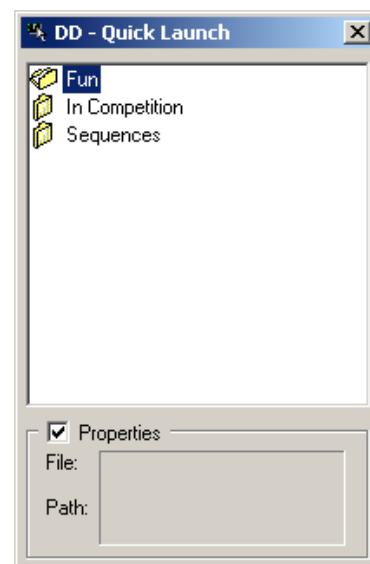 DD - Quick Launch
Fun
In Competition
Sequences
Properties
File:
Path: